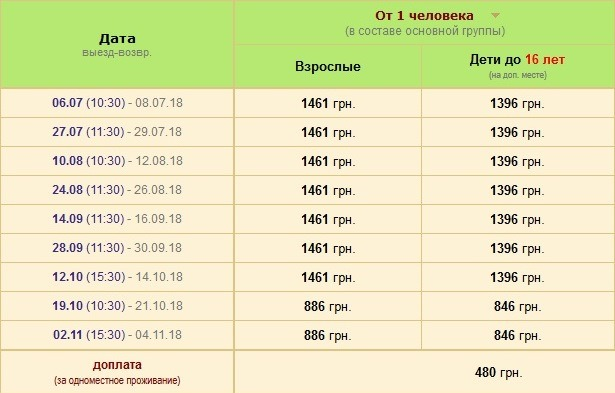 Дата
выезд-возвр.
От 1 человека
(в составе основной группы)
Взрослые
Дети до 16 лет
(на доп. месте)
06.07 (10:30) - 08.07.18 1461 грн. 1396 грн.
27.07 (11:30) - 29.07.18 1461 грн. 1396 грн.
10.08 (10:30) - 12.08.18 1461 грн. 1396 грн.
24.08 (11:30) - 26.08.18 1461 грн. 1396 грн.
14.09 (11:30) - 16.09.18 1461 грн. 1396 грн.
28.09 (11:30) - 30.09.18 1461 грн. 1396 грн.
12.10 (15:30) - 14.10.18 1461 грн. 1396 грн.
19.10 (10:30) - 21.10.18 886 грн. 846 грн.
02.11 (15:30) - 04.11.18 886 грн. 846 грн.
доплата
(за одноместное проживание)
480 грн.